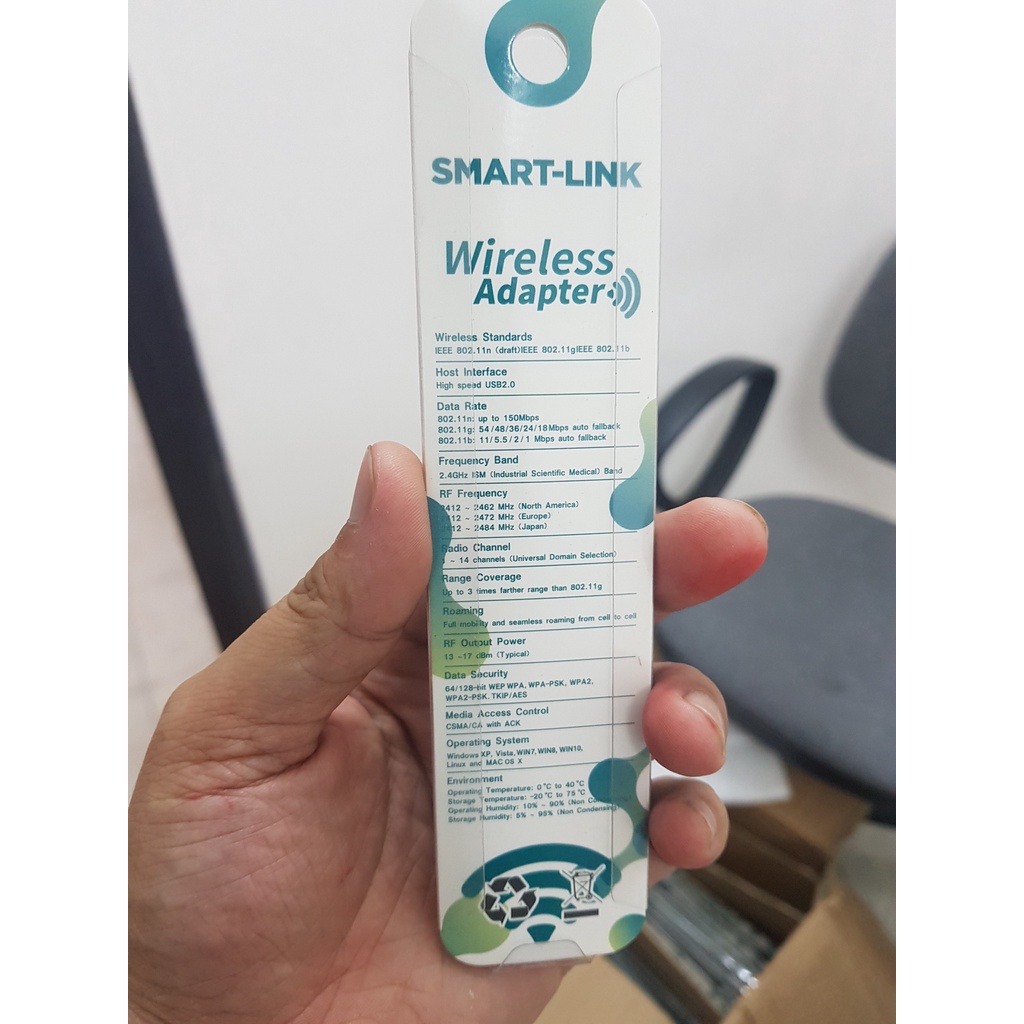 SMART-LINK
Wireless
Adapter
Wireless Standards
IEEE 802.11n (draft)IEEE 802.11gIEEE 802.11b
Host Interface
High speed USB2.0
Data Rate
802.11n: up to 150Mbps
802.11g: 54/48/36/24/18Mbps auto fallback
802.11b: 11/5.5/2/1 Mbps auto fallback
Frequency Band
2.4GHz ISM (Industrial Scientific Medical) Band
RF Frequency
2412 ~ 2462 MHz (North America)
2412 ~ 2472 MHz (Europe)
2412 ~ 2484 MHz (Japan)
Radio Channel
1 ~ 14 channels (Universal Domain Selection)
Range Coverage
Up to 3 times farther range than 802.11g
Roaming
Full mobility and seamless roaming from cell to cell
RF Output Power
13 ~17 dBm (Typical)
Data Security
64/128-bit WEP WPA, WPA-PSK, WPA2,
WPA2-PSK, TKIP/AES
Media Access Control
CSMA/CA with ACK
Operating System
Windows XP, Vista, WIN7, WIN8, WIN10,
Linux and MAC OS X
Environment
Operating Temperature: 0°C to 40°C
Storage Temperature: -20°C to 75°C
Operating Humidity: 10% ~ 90% (Non Condensing)
Storage Humidity: 5% ~ 95% (Non Condensing)